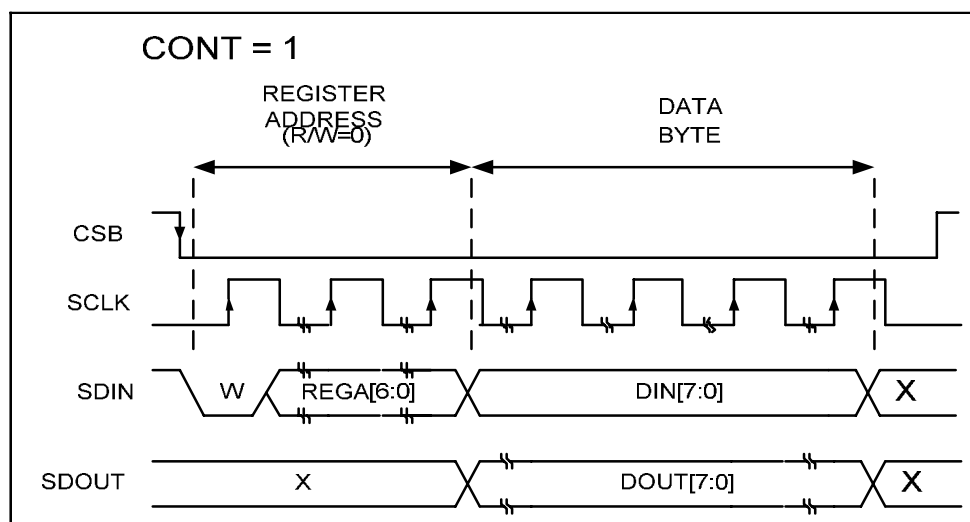 CONT = 1
REGISTER
ADDRESS
(R/W=0)
DATA
BYTE
CSB
SCLK
SDIN
W
REGA[6:0]
DIN[7:0]
X
SDOUT
X
DOUT[7:0]
X